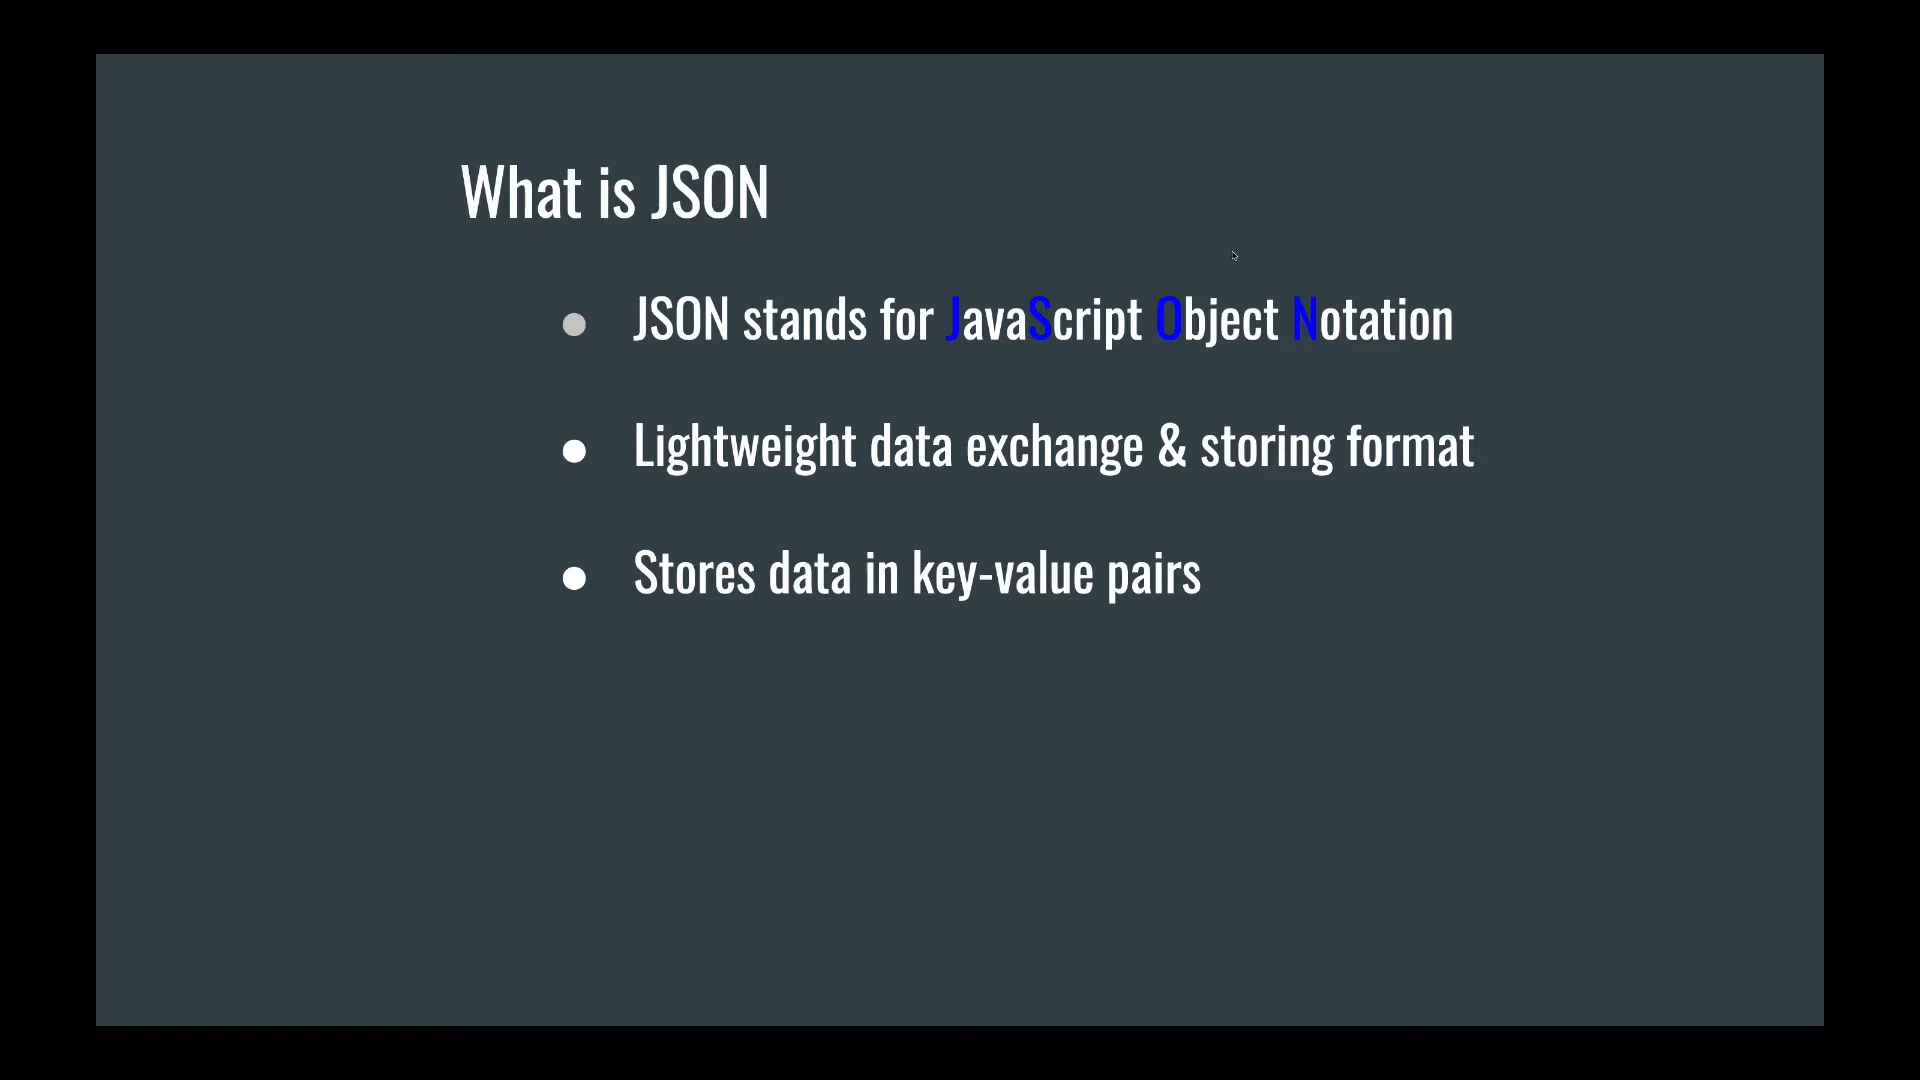 What is JSON
● JSON stands for JavaScript Object Notation
● Lightweight data exchange & storing format
● Stores data in key-value pairs